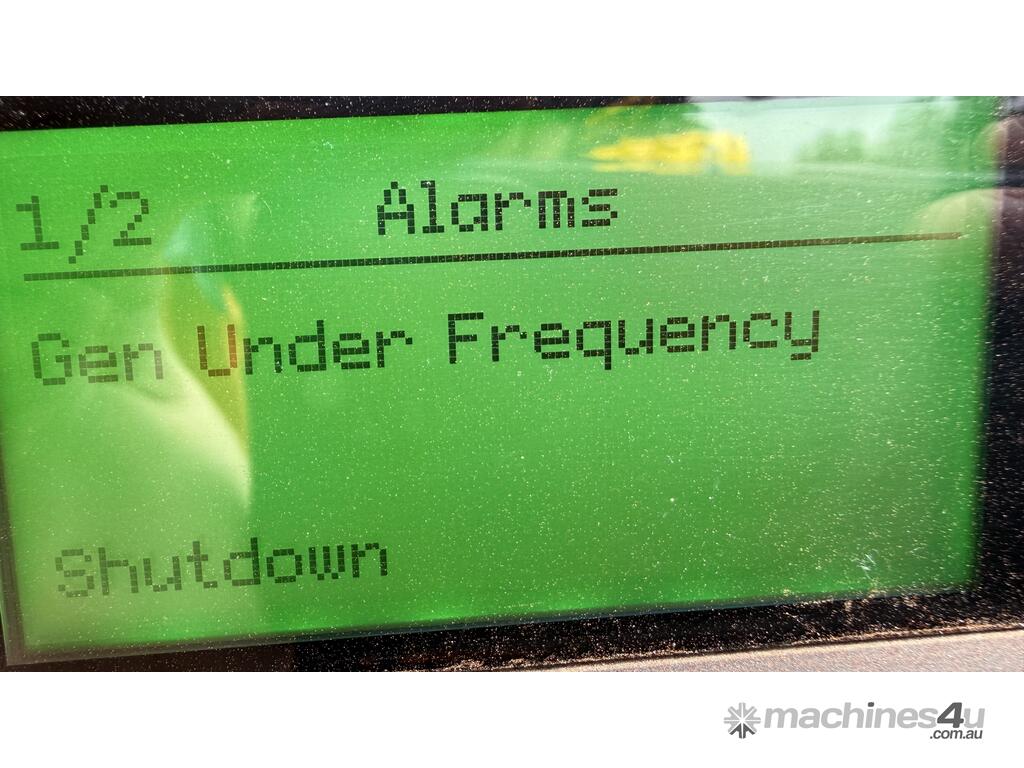 1/2 Alarms
Gen Under Frequency
Shutdown
machines4u
.com.au